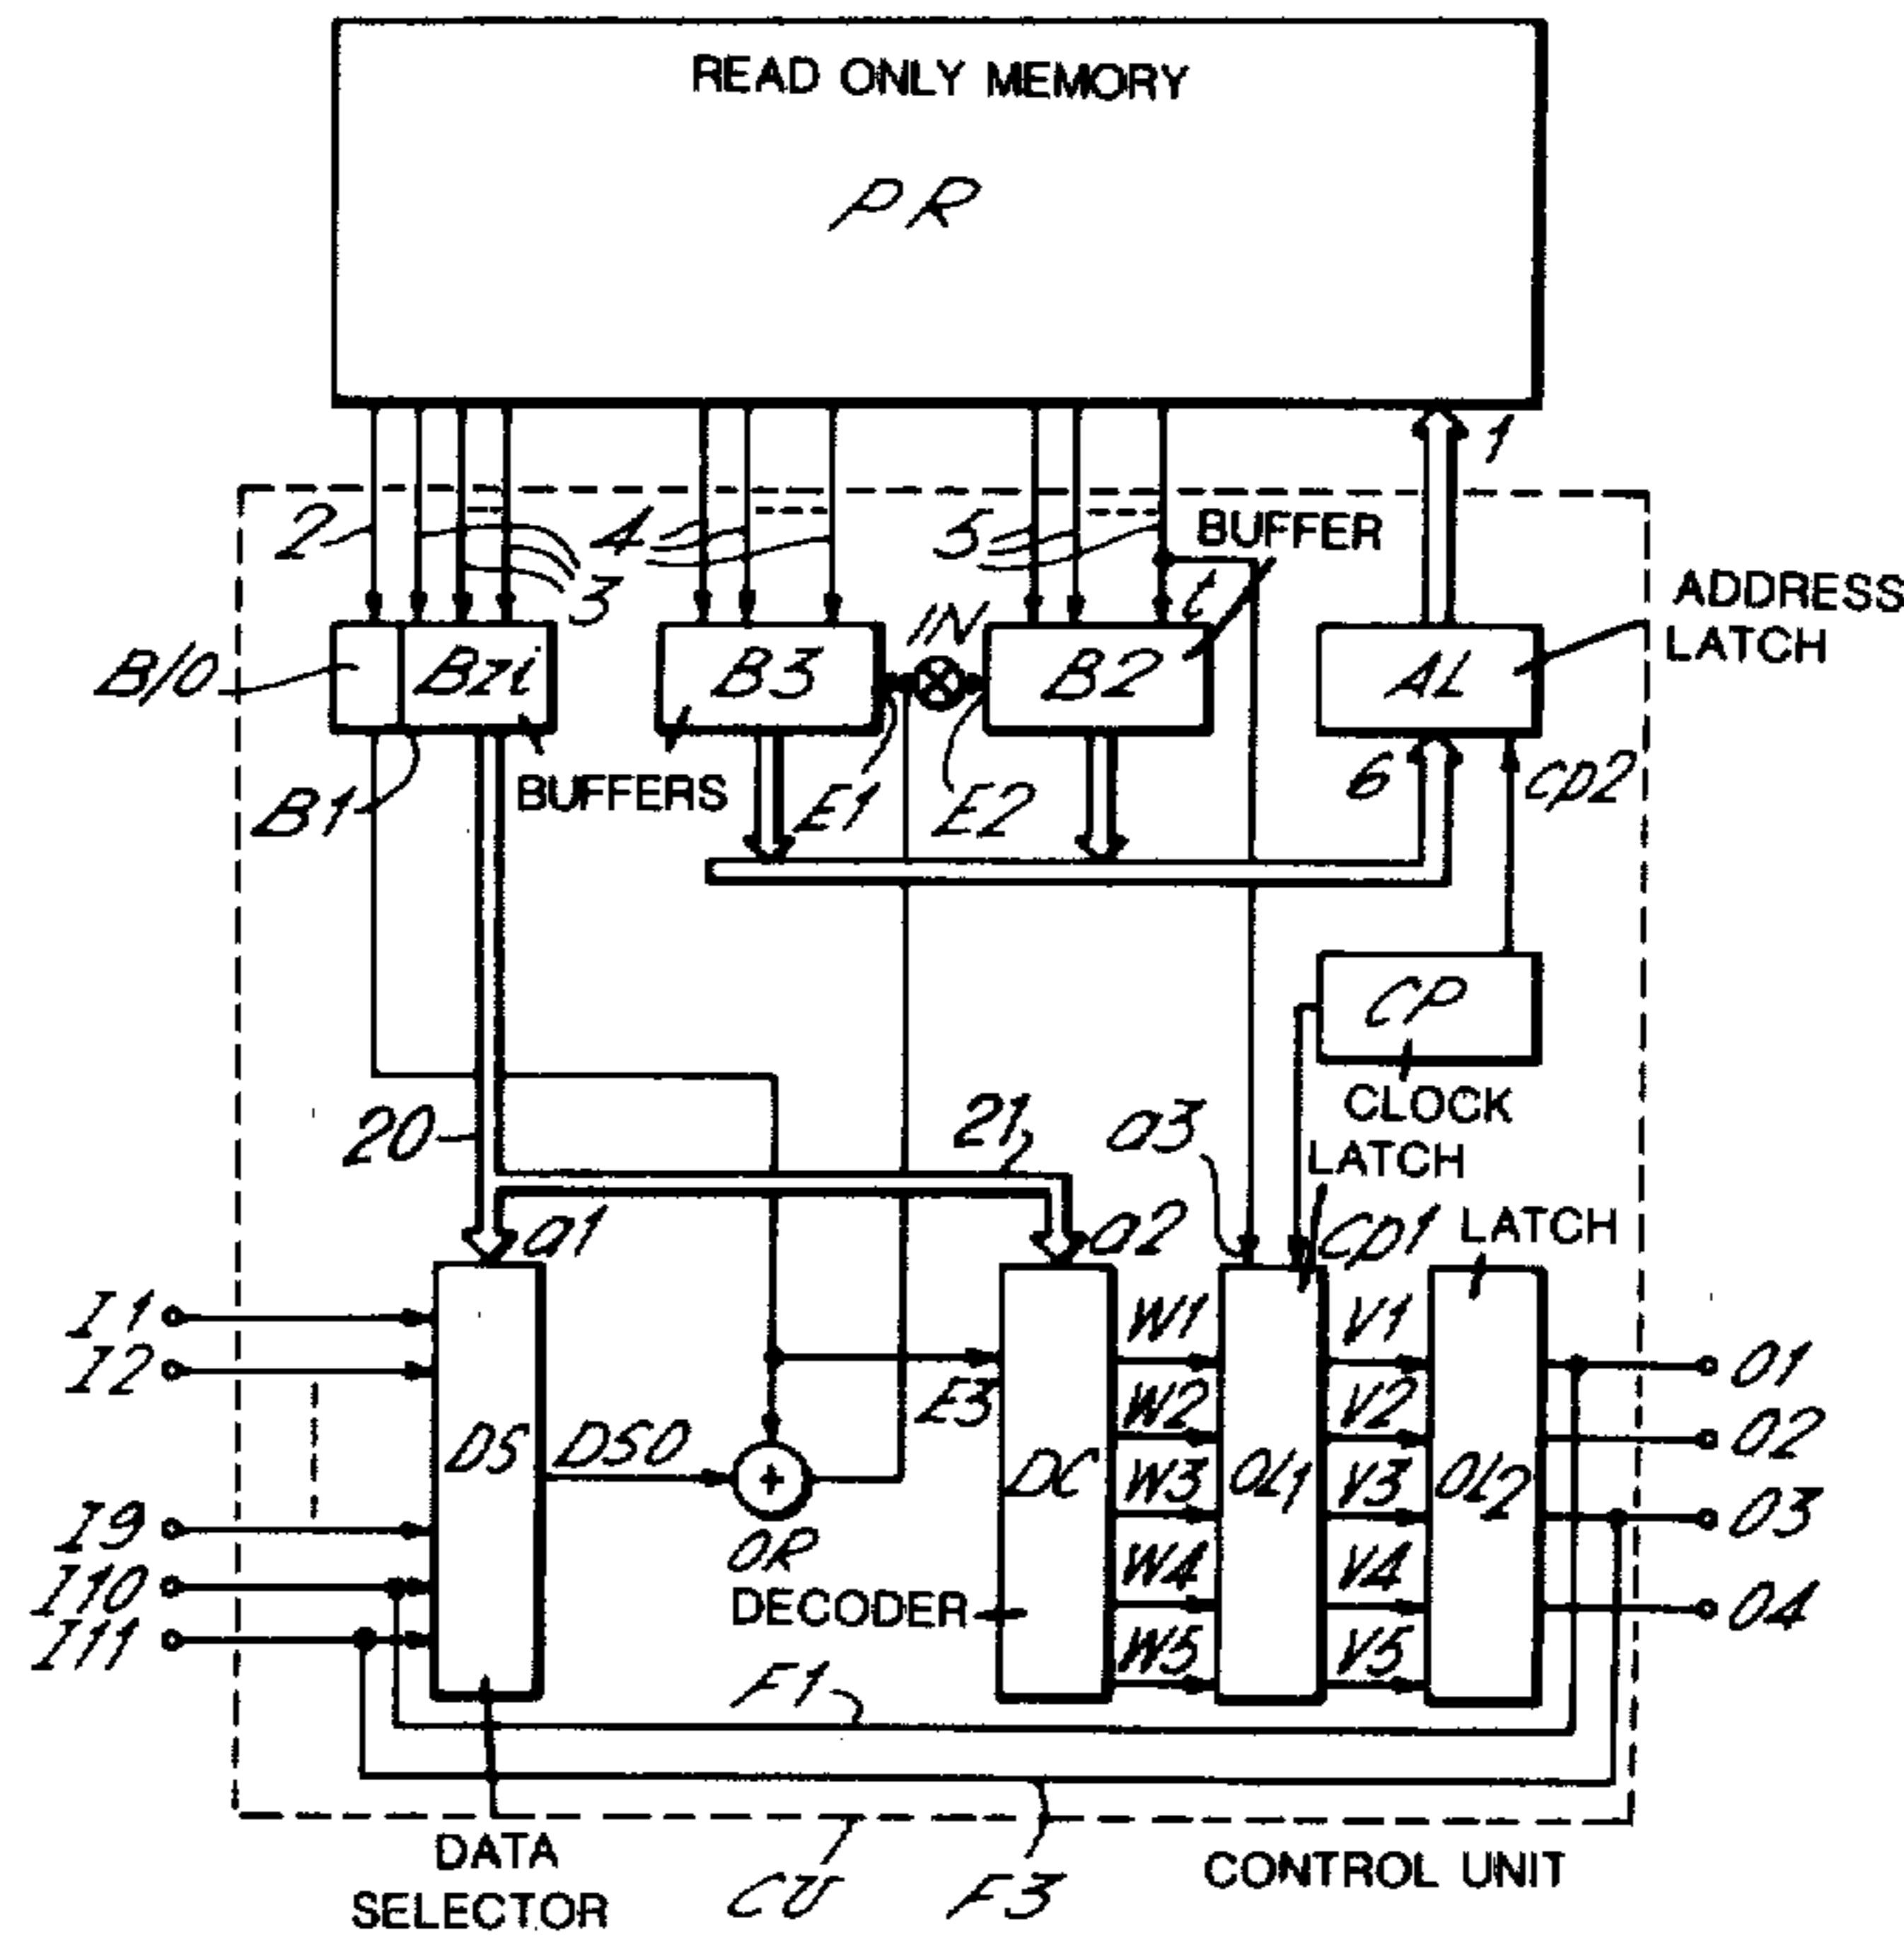 READ ONLY MEMORY
PR
1
2
3
4
5
BUFFER
t
ADDRESS
LATCH
IN
B/0
Bzi
B3
B2
AL
B1
BUFFERS
E1
E2
6
cp2
CP
CLOCK
20
21
a3
LATCH
a1
a2
cp1
LATCH
I1
I2
I9
I10
I11
DS
DS0
OR
E3
DC
DECODER
W1
W2
W3
W4
W5
OL1
V1
V2
V3
V4
V5
OL2
O1
O2
O3
O4
F1
F3
DATA
SELECTOR
CU
CONTROL UNIT